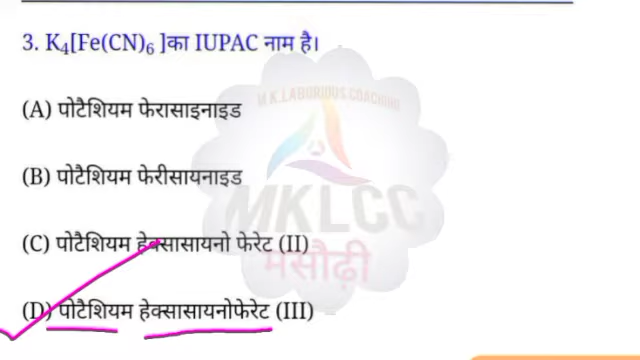 3. K₄[Fe(CN)₆ ]का IUPAC नाम है।
M K.LABORIOUS COACHING
(A) पोटैशियम फेरासाइनाइड
(B) पोटैशियम फेरीसायनाइड
MKLCC
(C) पोटैशियम हेक्सासायनो फेरेट (II)
मसौढ़ी
(D) पोटैशियम हेक्सासायनोफेरेट (III)